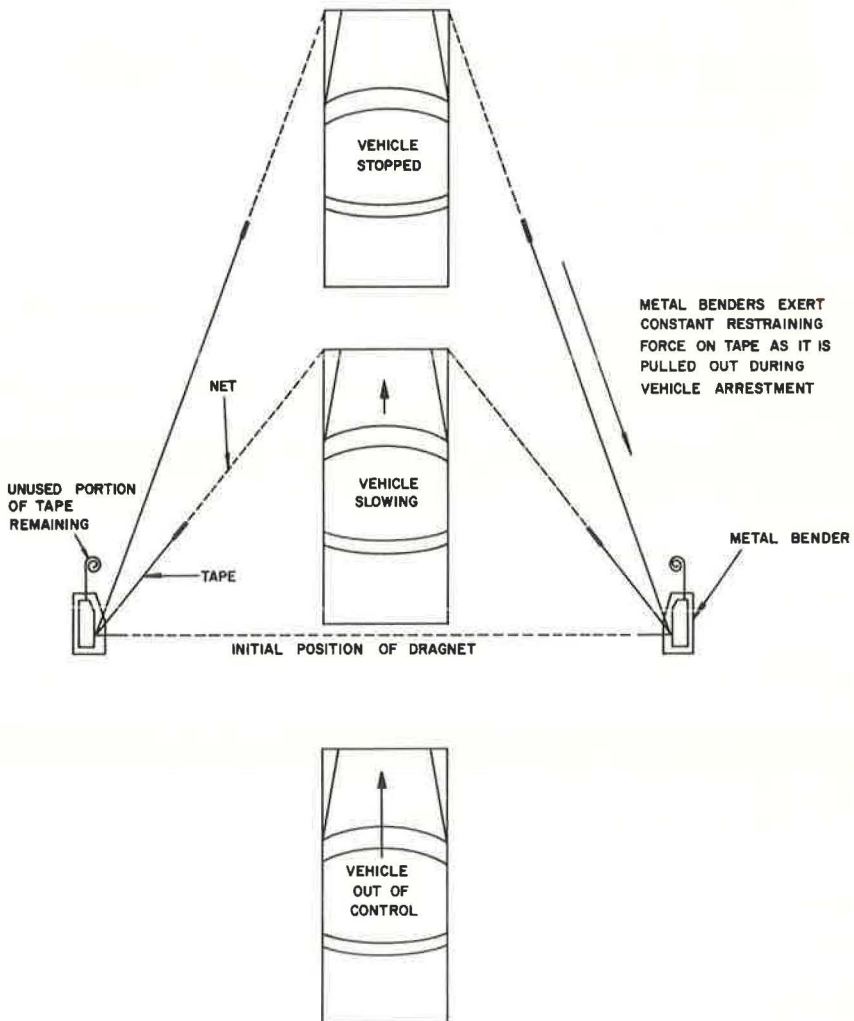 VEHICLE
STOPPED
METAL BENDERS EXERT
CONSTANT RESTRAINING
FORCE ON TAPE AS IT IS
PULLED OUT DURING
VEHICLE ARRESTMENT
NET
UNUSED PORTION
OF TAPE
REMAINING
VEHICLE
SLOWING
METAL BENDER
TAPE
INITIAL POSITION OF DRAGNET
VEHICLE
OUT OF
CONTROL